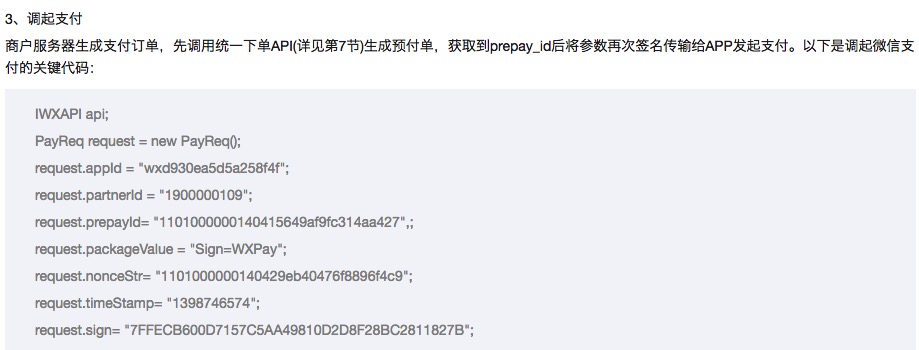 3、调起支付
商户服务器生成支付订单，先调用统一下单API(详见第7节)生成预付单，获取到prepay_id后将参数再次签名传输给APP发起支付。以下是调起微信支
付的关键代码：
IWXAPI api;
PayReq request = new PayReq();
request.appId = "wxd930ea5d5a258f4f";
request.partnerId = "1900000109";
request.prepayId= "1101000000140415649af9fc314aa427",;
request.packageValue = "Sign=WXPay";
request.nonceStr= "1101000000140429eb40476f8896f4c9";
request.timeStamp= "1398746574";
request.sign= "7FFECB600D7157C5AA49810D2D8F28BC2811827B";